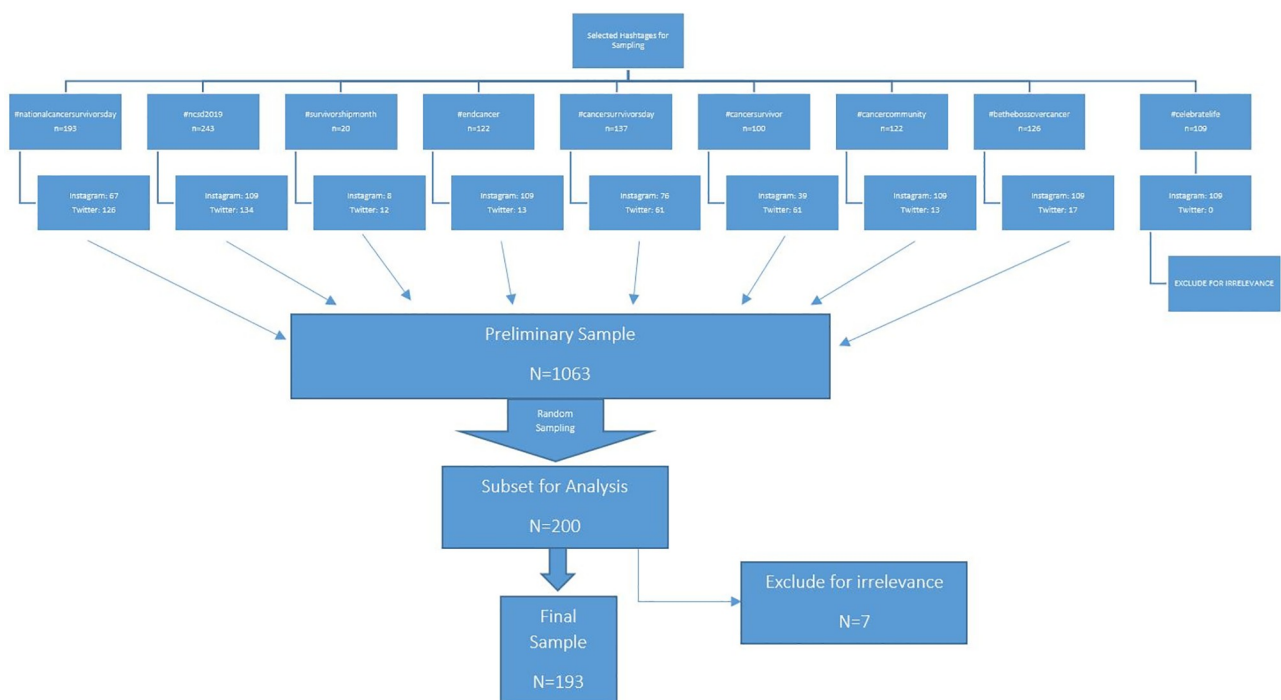 Selected Hashtages for
Sampling
#nationalcancersurvivorsday
n=193
#ncsd2019
n=243
#survivorshipmonth
n=20
#endcancer
n=122
#cancersurrvivorsday
n=137
#cancersurvivor
n=100
#cancercommunity
n=122
#bethebossovercancer
n=126
#celebratelife
n=109
Instagram: 67
Twitter: 126
Instagram: 109
Twitter: 134
Instagram: 8
Twitter: 12
Instagram: 109
Twitter: 13
Instagram: 76
Twitter: 61
Instagram: 39
Twitter: 61
Instagram: 109
Twitter: 13
Instagram: 109
Twitter: 17
Instagram: 109
Twitter: 0
EXCLUDE FOR IRRELEVANCE
Preliminary Sample
N=1063
Random
Sampling
Subset for Analysis
N=200
Exclude for irrelevance
N=7
Final
Sample
N=193